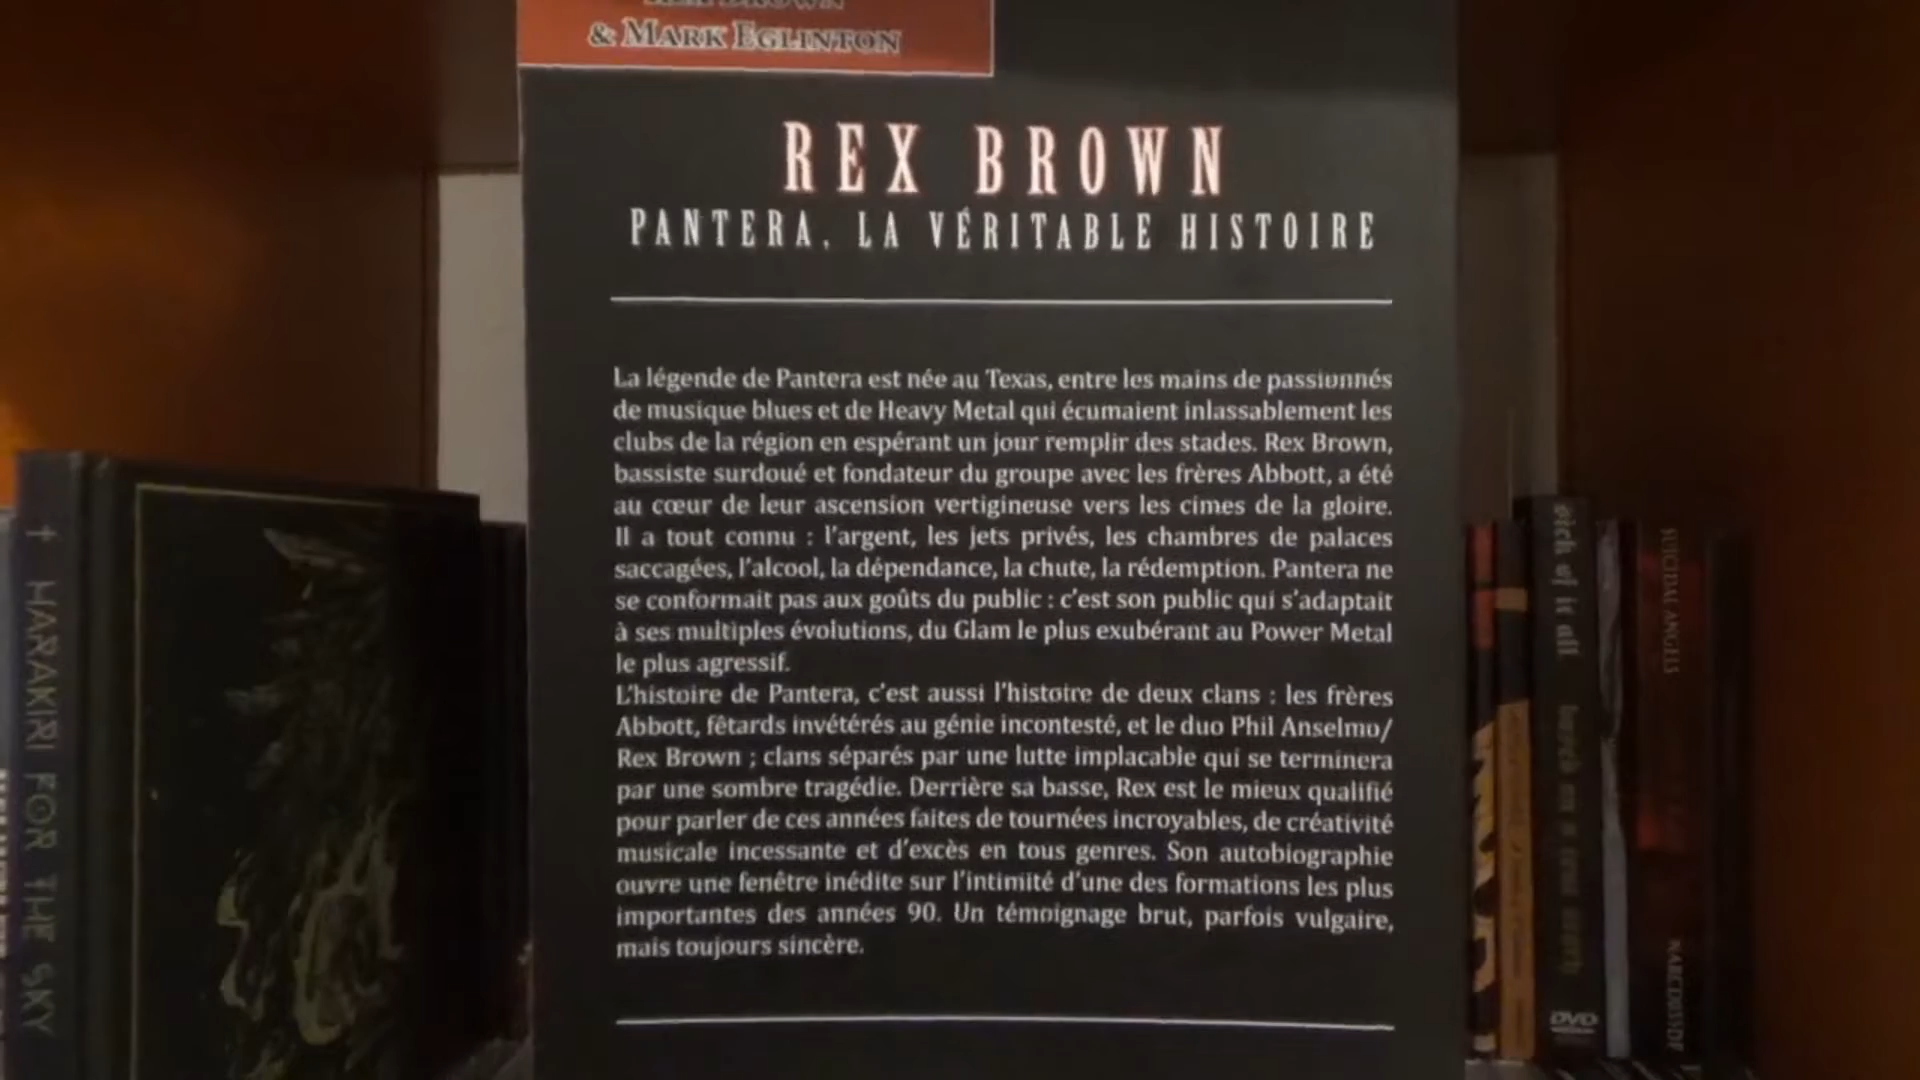 & MARK EGLINTON
REX BROWN
PANTERA, LA VÉRITABLE HISTOIRE
La légende de Pantera est née au Texas, entre les mains de passionnés
de musique blues et de Heavy Metal qui écumaient inlassablement les
clubs de la région en espérant un jour remplir des stades. Rex Brown,
bassiste surdoué et fondateur du groupe avec les frères Abbott, a été
au cœur de leur ascension vertigineuse vers les cimes de la gloire.
Il a tout connu : l'argent, les jets privés, les chambres de palaces
saccagées, l'alcool, la dépendance, la chute, la rédemption. Pantera ne
se conformait pas aux goûts du public : c'est son public qui s'adaptait
à ses multiples évolutions, du Glam le plus exubérant au Power Metal
le plus agressif.
L'histoire de Pantera, c'est aussi l'histoire de deux clans : les frères
Abbott, fêtards invétérés au génie incontesté, et le duo Phil Anselmo/
Rex Brown ; clans séparés par une lutte implacable qui se terminera
par une sombre tragédie. Derrière sa basse, Rex est le mieux qualifié
pour parler de ces années faites de tournées incroyables, de créativité
musicale incessante et d'excès en tous genres. Son autobiographie
ouvre une fenêtre inédite sur l'intimité d'une des formations les plus
importantes des années 90. Un témoignage brut, parfois vulgaire,
mais toujours sincère.
HARAKIRI FOR THE SKY
sick of it all
DVD
SUICIDAL ANGELS